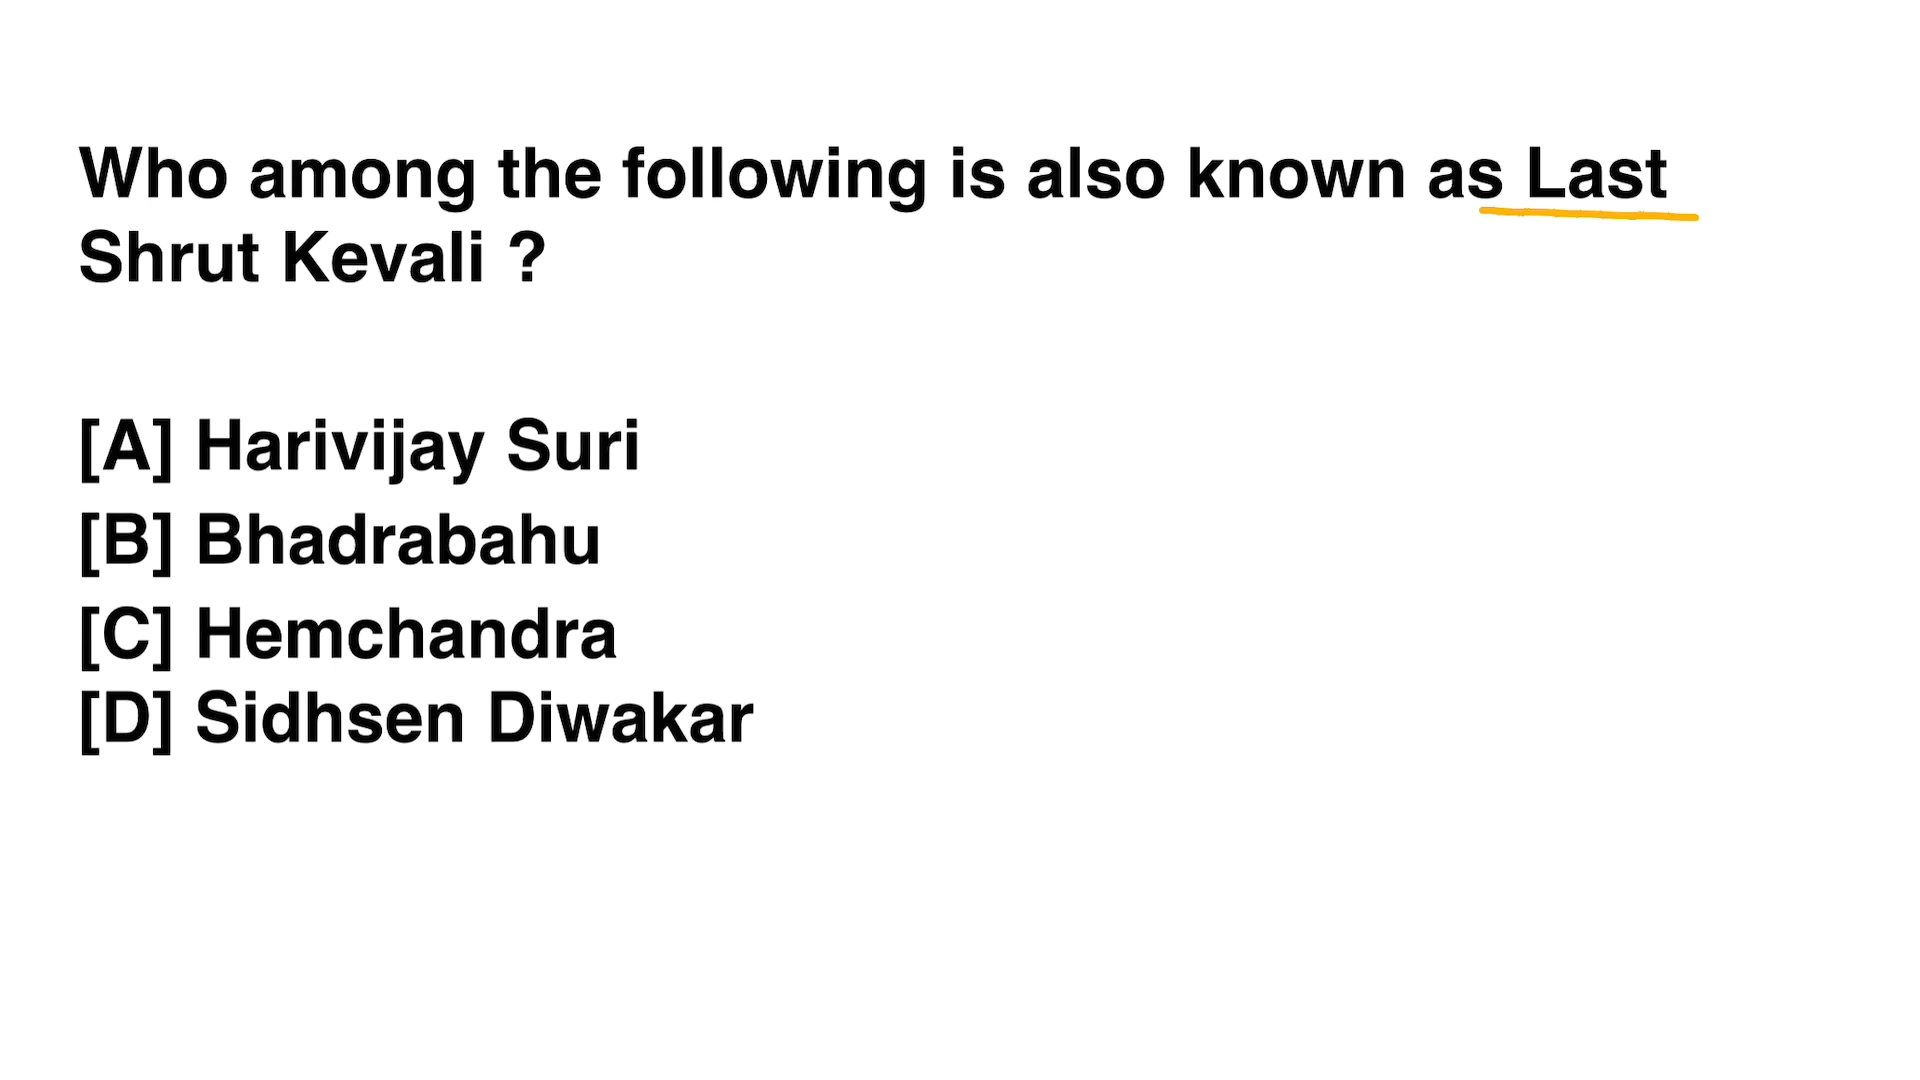 Who among the following is also known as Last
Shrut Kevali ?
[A] Harivijay Suri
[B] Bhadrabahu
[C] Hemchandra
[D] Sidhsen Diwakar